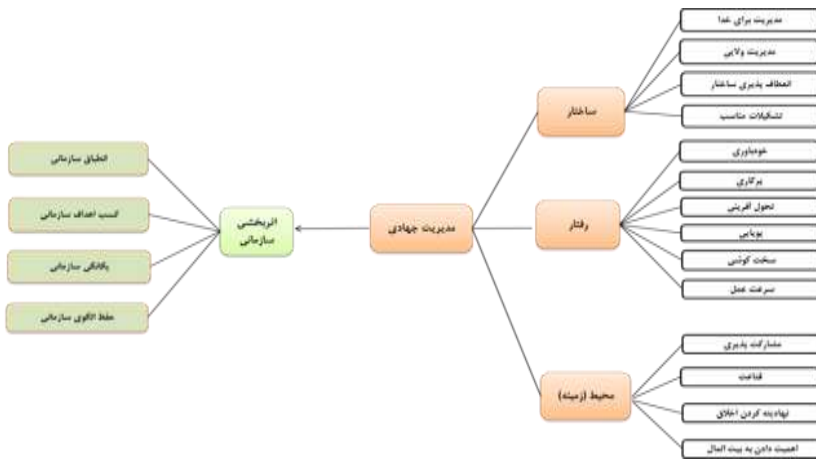 مدیریت برای خدا
مدیریت ولایی
انعطاف پذیری ساختار
تشکیلات مناسب
ساختار
خودباوری
پرکاری
تحول آفرینی
پویایی
سخت کوشی
سرعت عمل
رفتار
مشارکت پذیری
قناعت
نهادینه کردن اخلاق
اهمیت دادن به بیت المال
محیط (زمینه)
مدیریت جهادی
اثربخشی
سازمانی
انطباق سازمانی
کسب اهداف سازمانی
یگانگی سازمانی
حفظ الگوی سازمانی